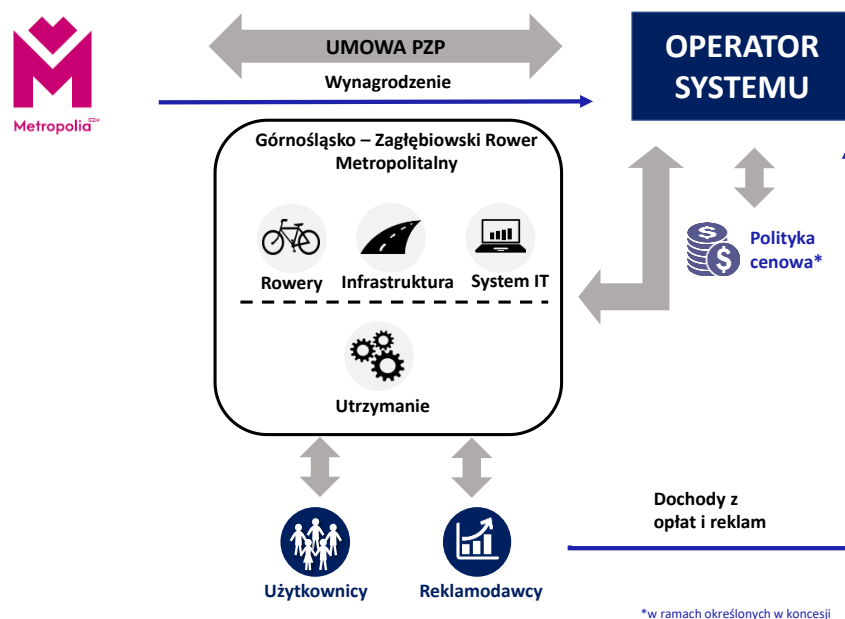 UMOWA PZP
Wynagrodzenie
OPERATOR
SYSTEMU
Metropolia GZM
Górnośląsko – Zagłębiowski Rower
Metropolitalny
Rowery
Infrastruktura
System IT
Utrzymanie
Polityka
cenowa*
Dochody z
opłat i reklam
Użytkownicy
Reklamodawcy
*w ramach określonych w koncesji